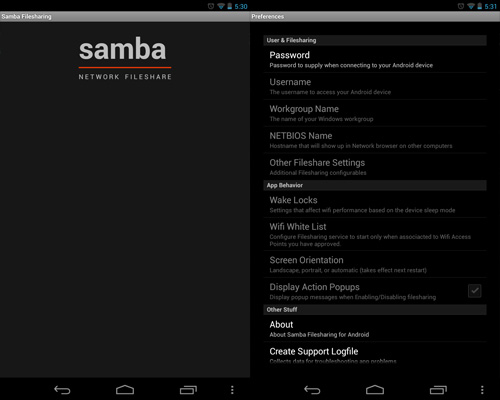 5:30
Samba Filesharing
samba
NETWORK FILESHARE
5:31
Preferences
User & Filesharing
Password
Password to supply when connecting to your Android device
Username
The username to access your Android device
Workgroup Name
The name of your Windows workgroup
NETBIOS Name
Hostname that will show up in Network browser on other computers
Other Fileshare Settings
Additional Filesharing configurables
App Behavior
Wake Locks
Settings that affect wifi performance based on the device sleep mode
Wifi White List
Configure Filesharing service to start only when associacted to Wifi Access
Points you have approved.
Screen Orientation
Landscape, portrait, or automatic (takes effect next restart)
Display Action Popups
Display popup messages when Enabling/Disabling filesharing
Other Stuff
About
About Samba Filesharing for Android
Create Support Logfile
Collects data for troubleshooting app problems